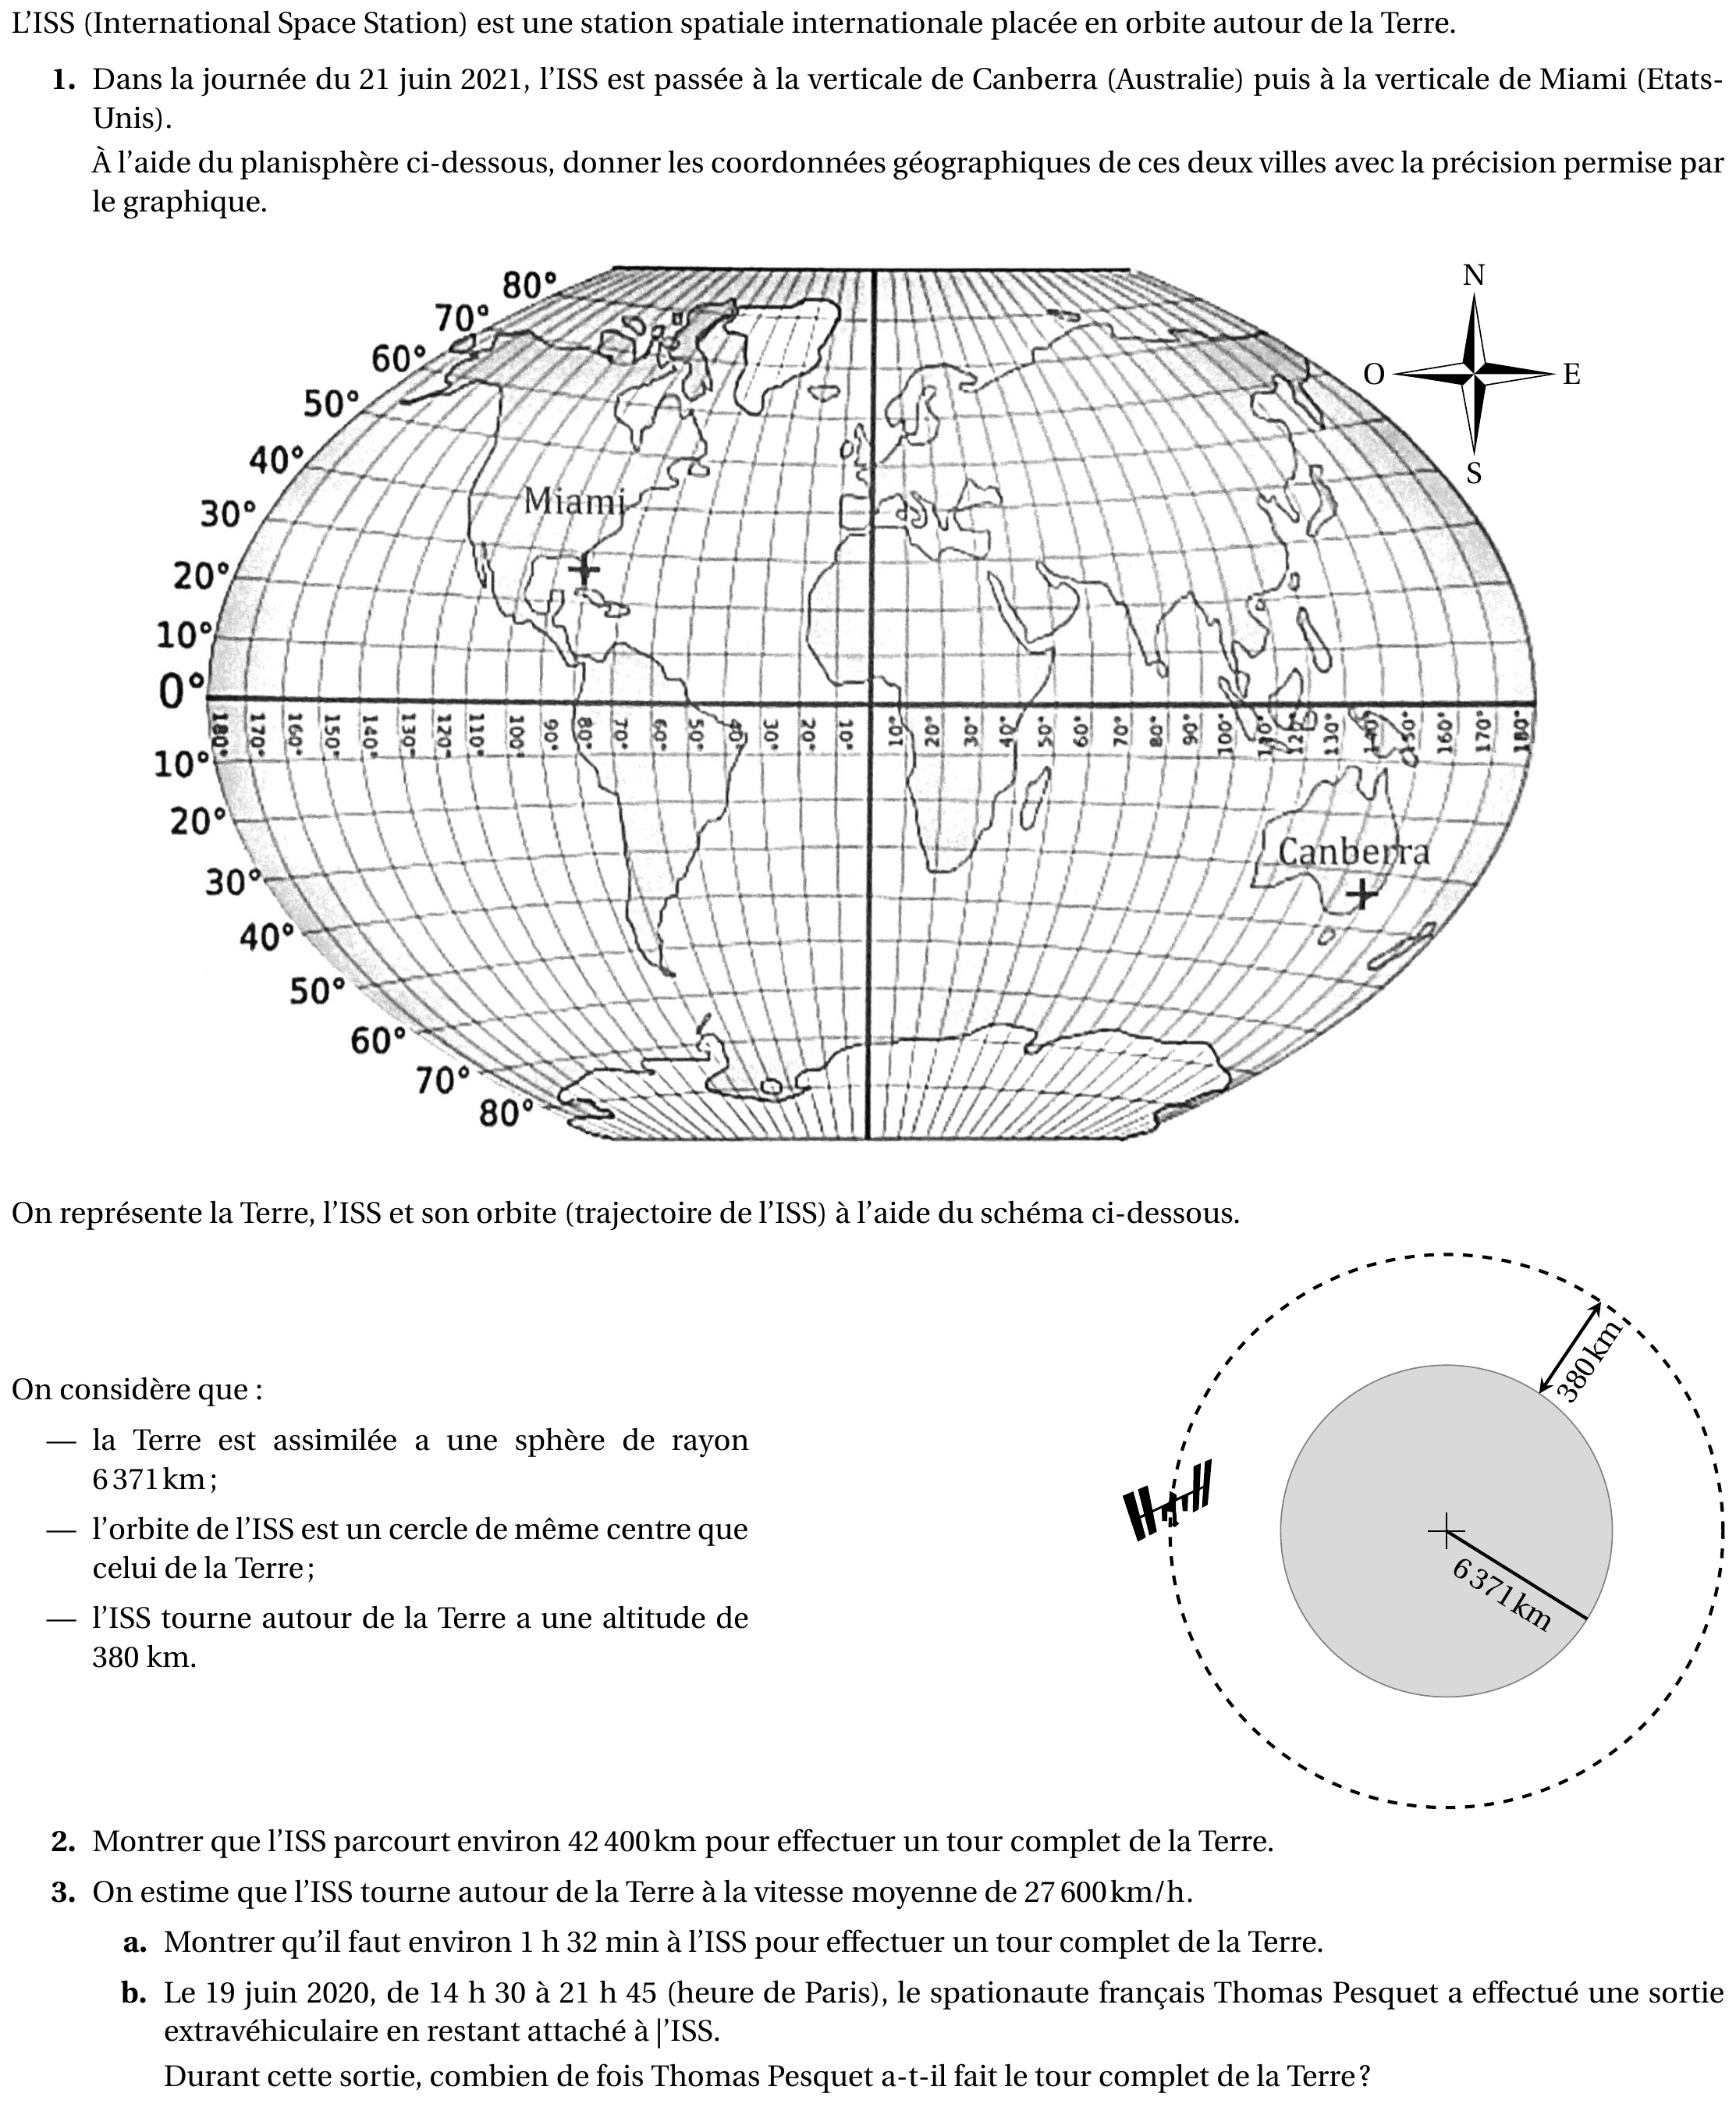 L’ISS (International Space Station) est une station spatiale internationale placée en orbite autour de la Terre.
1. Dans la journée du 21 juin 2021, l’ISS est passée à la verticale de Canberra (Australie) puis à la verticale de Miami (Etats-
Unis).
À l’aide du planisphère ci-dessous, donner les coordonnées géographiques de ces deux villes avec la précision permise par
le graphique.
N
80°
70°
60°
O
E
50°
40°
S
Miami
30°
20°
10°
0°
180° 170° 160° 150° 140° 130° 120° 110° 100° 90° 80° 70° 60° 50° 40° 30° 20° 10° 10° 20° 30° 40° 50° 60° 70° 80° 90° 100° 110° 120° 130° 140° 150° 160° 170° 180°
10°
20°
Canberra
30°
40°
50°
60°
70°
80°
On représente la Terre, l’ISS et son orbite (trajectoire de l’ISS) à l’aide du schéma ci-dessous.
380 km
6 371 km
On considère que :
— la Terre est assimilée a une sphère de rayon
6 371 km ;
— l’orbite de l’ISS est un cercle de même centre que
celui de la Terre ;
— l’ISS tourne autour de la Terre a une altitude de
380 km.
2. Montrer que l’ISS parcourt environ 42 400 km pour effectuer un tour complet de la Terre.
3. On estime que l’ISS tourne autour de la Terre à la vitesse moyenne de 27 600 km/h.
a. Montrer qu’il faut environ 1 h 32 min à l’ISS pour effectuer un tour complet de la Terre.
b. Le 19 juin 2020, de 14 h 30 à 21 h 45 (heure de Paris), le spationaute français Thomas Pesquet a effectué une sortie
extravéhiculaire en restant attaché à |’ISS.
Durant cette sortie, combien de fois Thomas Pesquet a-t-il fait le tour complet de la Terre ?